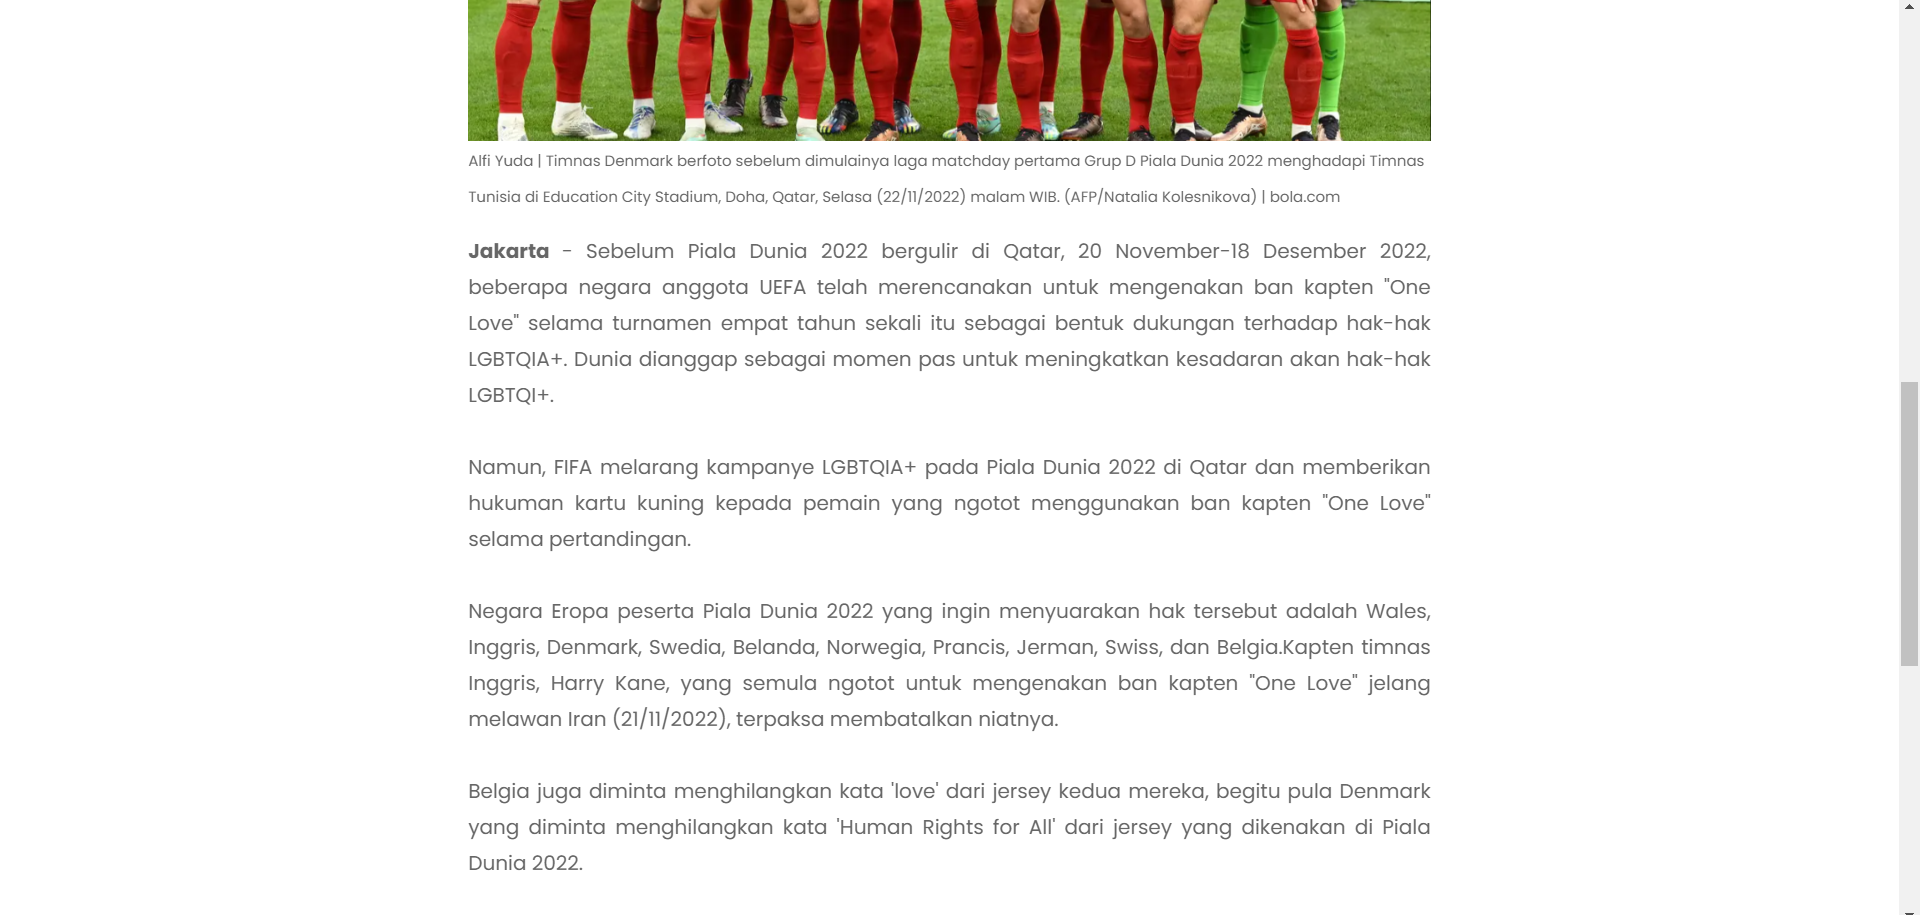 Alfi Yuda | Timnas Denmark berfoto sebelum dimulainya laga matchday pertama Grup D Piala Dunia 2022 menghadapi Timnas
Tunisia di Education City Stadium, Doha, Qatar, Selasa (22/11/2022) malam WIB. (AFP/Natalia Kolesnikova) | bola.com
Jakarta - Sebelum Piala Dunia 2022 bergulir di Qatar, 20 November-18 Desember 2022,
beberapa negara anggota UEFA telah merencanakan untuk mengenakan ban kapten "One
Love" selama turnamen empat tahun sekali itu sebagai bentuk dukungan terhadap hak-hak
LGBTQIA+. Dunia dianggap sebagai momen pas untuk meningkatkan kesadaran akan hak-hak
LGBTQI+.
Namun, FIFA melarang kampanye LGBTQIA+ pada Piala Dunia 2022 di Qatar dan memberikan
hukuman kartu kuning kepada pemain yang ngotot menggunakan ban kapten "One Love"
selama pertandingan.
Negara Eropa peserta Piala Dunia 2022 yang ingin menyuarakan hak tersebut adalah Wales,
Inggris, Denmark, Swedia, Belanda, Norwegia, Prancis, Jerman, Swiss, dan Belgia.Kapten timnas
Inggris, Harry Kane, yang semula ngotot untuk mengenakan ban kapten "One Love" jelang
melawan Iran (21/11/2022), terpaksa membatalkan niatnya.
Belgia juga diminta menghilangkan kata 'love' dari jersey kedua mereka, begitu pula Denmark
yang diminta menghilangkan kata 'Human Rights for All' dari jersey yang dikenakan di Piala
Dunia 2022.